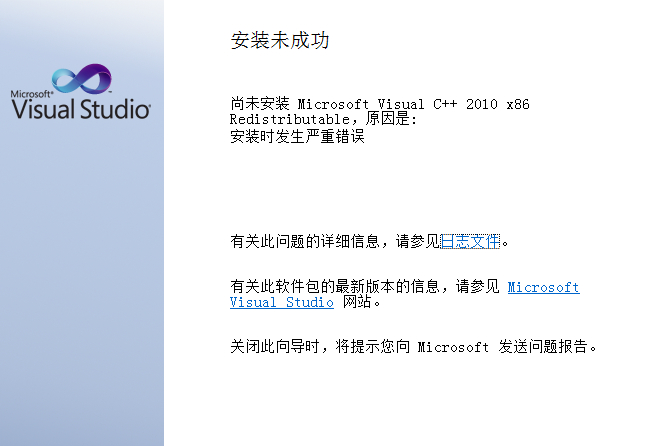 安装未成功
Microsoft®
Visual Studio®
尚未安装 Microsoft Visual C++ 2010 x86
Redistributable，原因是:
安装时发生严重错误
有关此问题的详细信息，请参见日志文件。
有关此软件包的最新版本的信息，请参见 Microsoft
Visual Studio 网站。
关闭此向导时，将提示您向 Microsoft 发送问题报告。